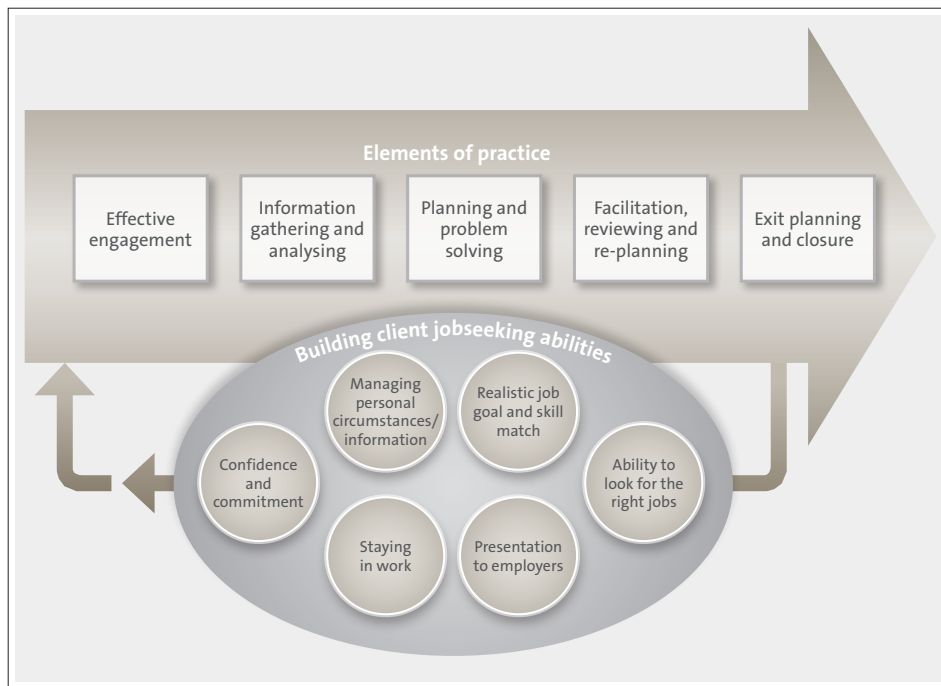 Elements of practice
Effective
engagement
Information
gathering and
analysing
Planning and
problem
solving
Facilitation,
reviewing and
re-planning
Exit planning
and closure
Building client jobseeking abilities
Managing
personal
circumstances/
information
Realistic job
goal and skill
match
Confidence
and
commitment
Ability to
look for the
right jobs
Staying
in work
Presentation
to employers